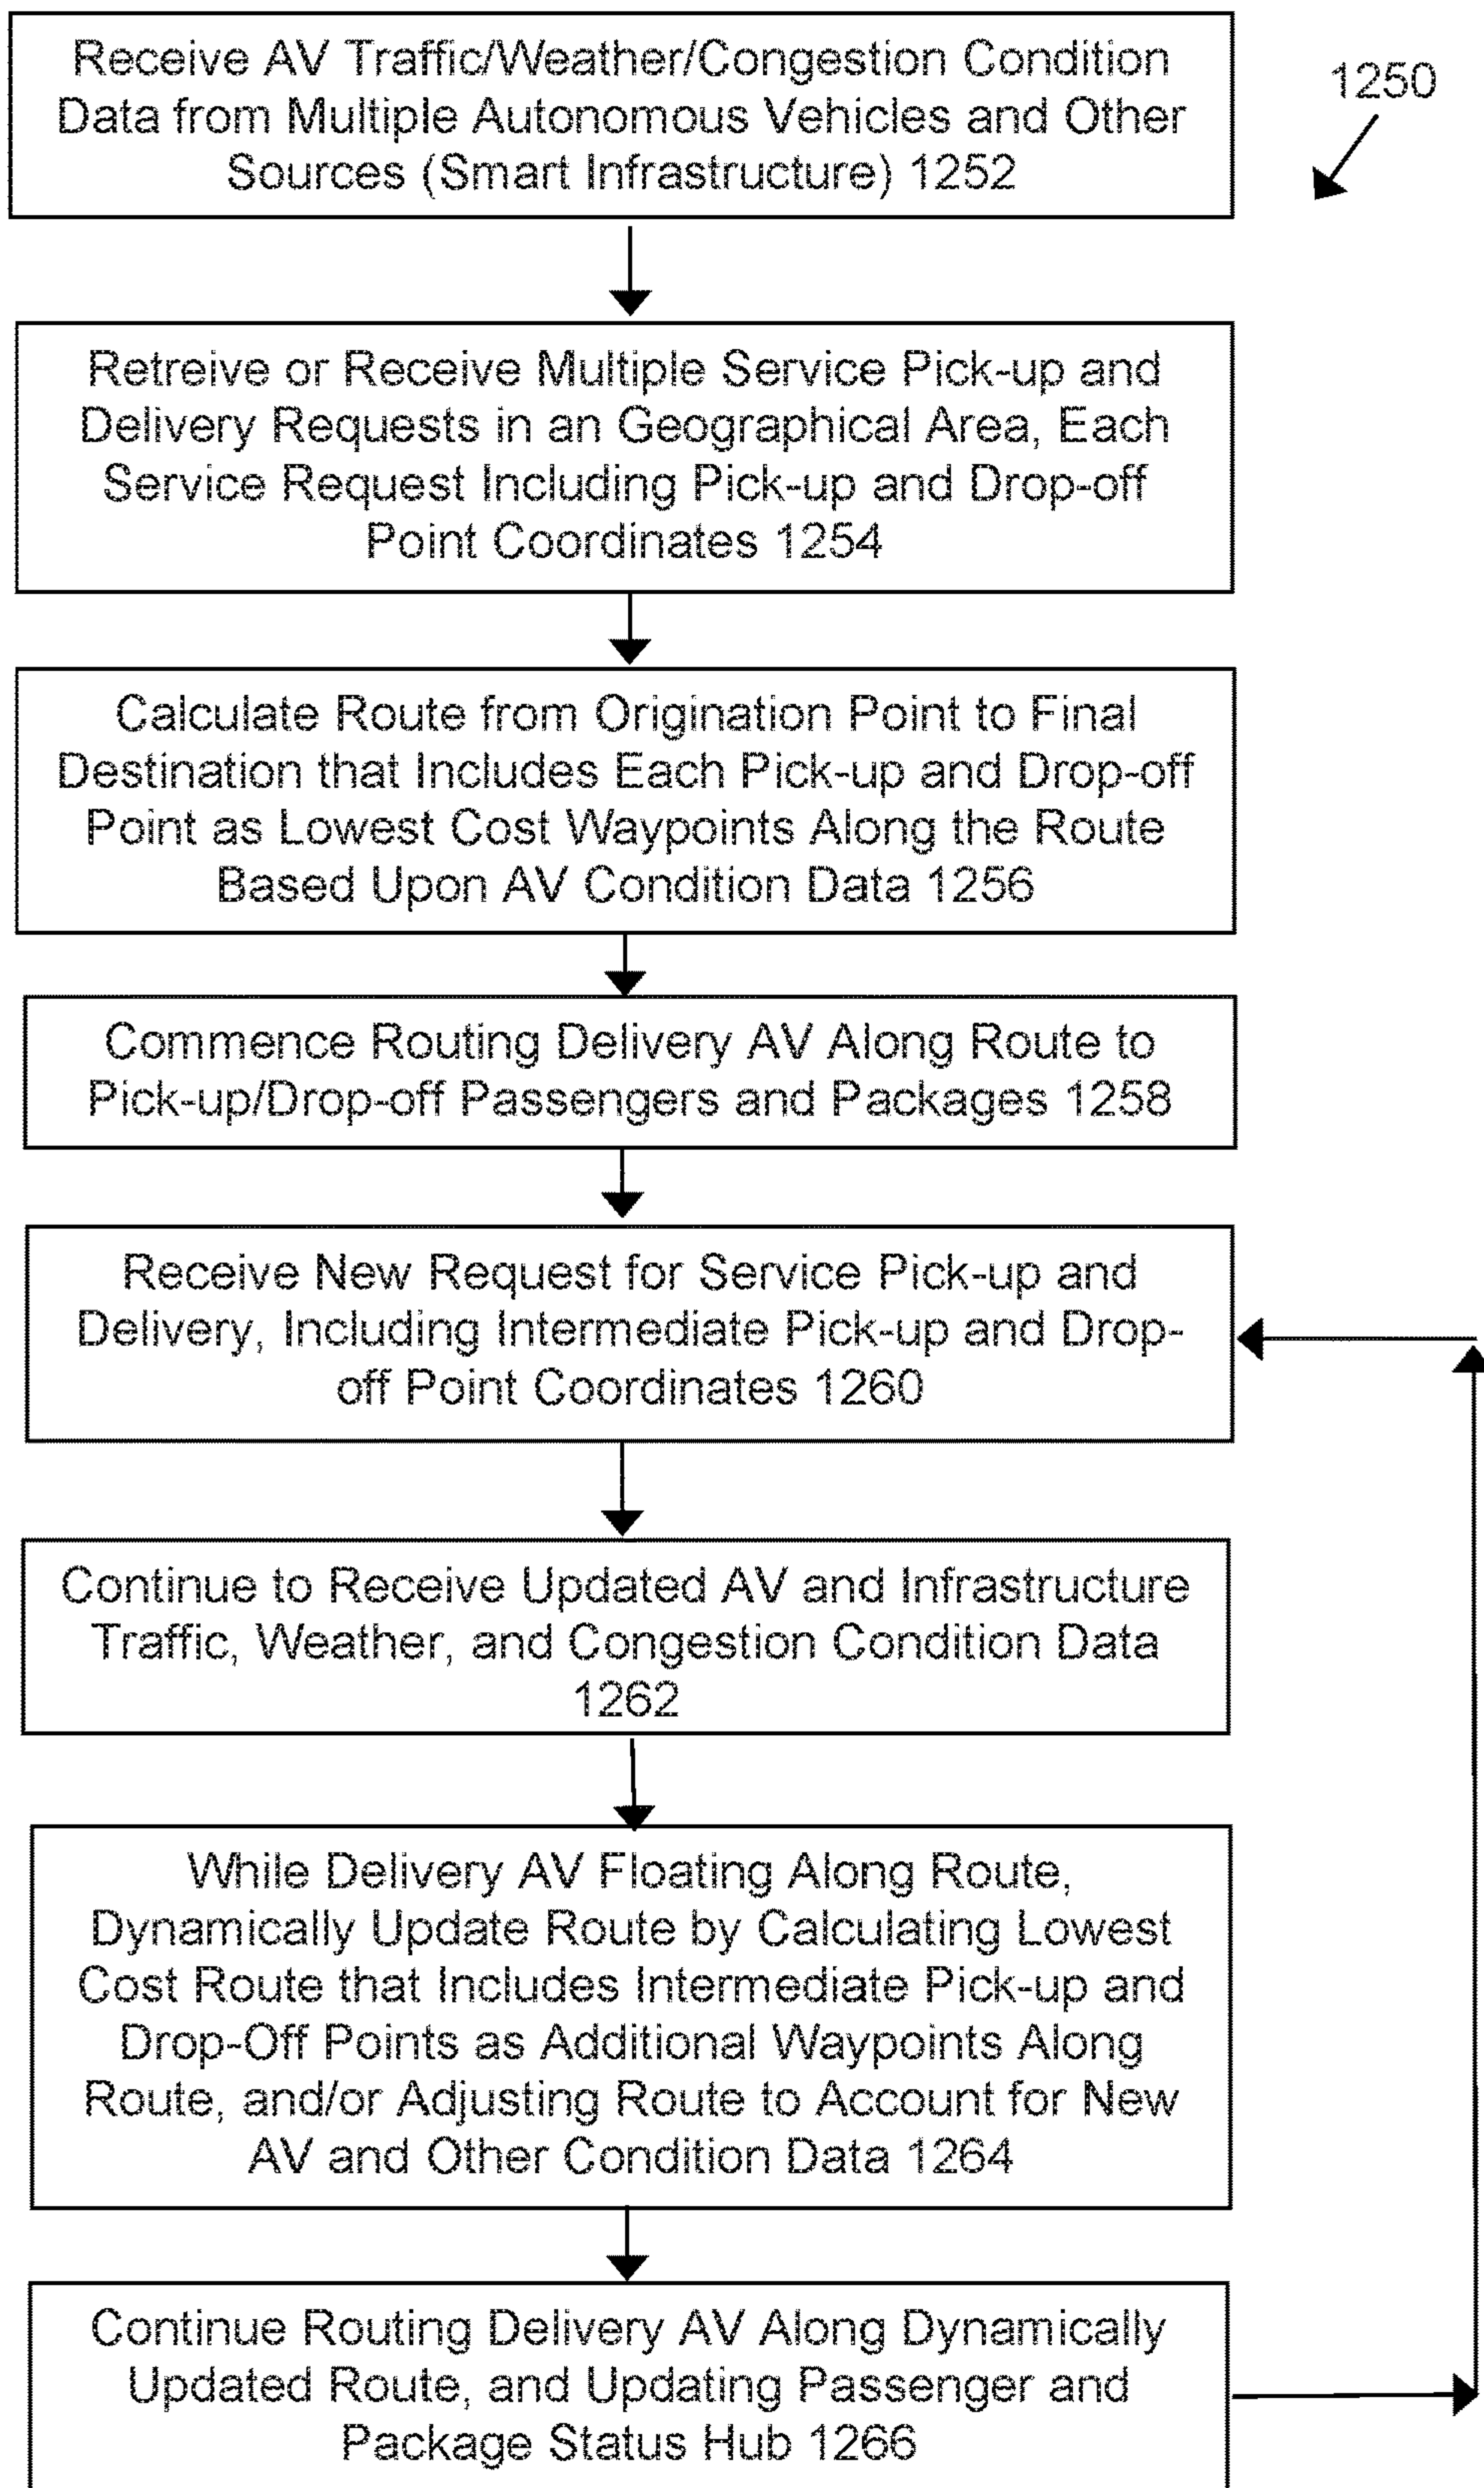 Receive AV Traffic/Weather/Congestion Condition
Data from Multiple Autonomous Vehicles and Other
Sources (Smart Infrastructure) 1252
1250
Retreive or Receive Multiple Service Pick-up and
Delivery Requests in an Geographical Area, Each
Service Request Including Pick-up and Drop-off
Point Coordinates 1254
Calculate Route from Origination Point to Final
Destination that Includes Each Pick-up and Drop-off
Point as Lowest Cost Waypoints Along the Route
Based Upon AV Condition Data 1256
Commence Routing Delivery AV Along Route to
Pick-up/Drop-off Passengers and Packages 1258
Receive New Request for Service Pick-up and
Delivery, Including Intermediate Pick-up and Drop-
off Point Coordinates 1260
Continue to Receive Updated AV and Infrastructure
Traffic, Weather, and Congestion Condition Data
1262
While Delivery AV Floating Along Route,
Dynamically Update Route by Calculating Lowest
Cost Route that Includes Intermediate Pick-up and
Drop-Off Points as Additional Waypoints Along
Route, and/or Adjusting Route to Account for New
AV and Other Condition Data 1264
Continue Routing Delivery AV Along Dynamically
Updated Route, and Updating Passenger and
Package Status Hub 1266